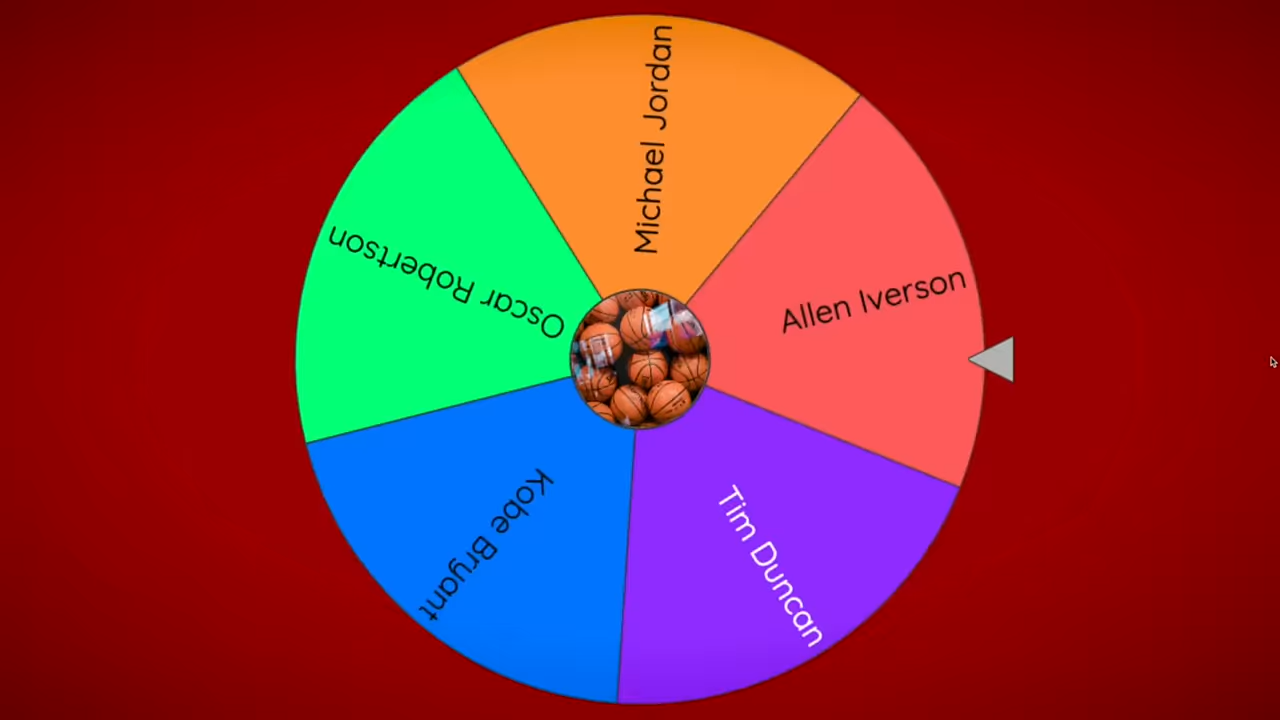 Michael Jordan
Allen Iverson
Oscar Robertson
Kobe Bryant
Tim Duncan